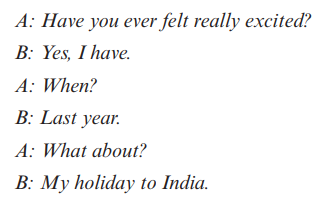 A: Have you ever felt really excited?
B: Yes, I have.
A: When?
B: Last year.
A: What about?
B: My holiday to India.